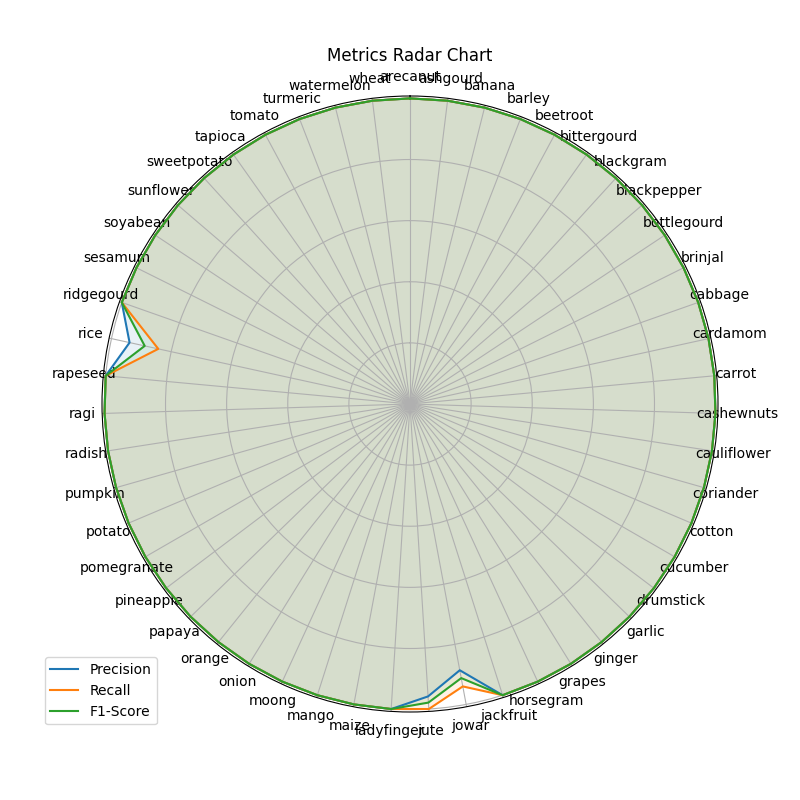 Metrics Radar Chart
arecanut
ashgourd
banana
barley
beetroot
bittergourd
blackgram
blackpepper
bottlegourd
brinjal
cabbage
cardamom
carrot
cashewnuts
cauliflower
coriander
cotton
cucumber
drumstick
garlic
ginger
grapes
horsegram
jackfruit
jowar
jute
ladyfinger
maize
mango
moong
onion
orange
papaya
pineapple
pomegranate
potato
pumpkin
radish
ragi
rapeseed
rice
ridgegourd
sesamum
soyabean
sunflower
sweetpotato
tapioca
tomato
turmeric
watermelon
wheat
Precision
Recall
F1-Score